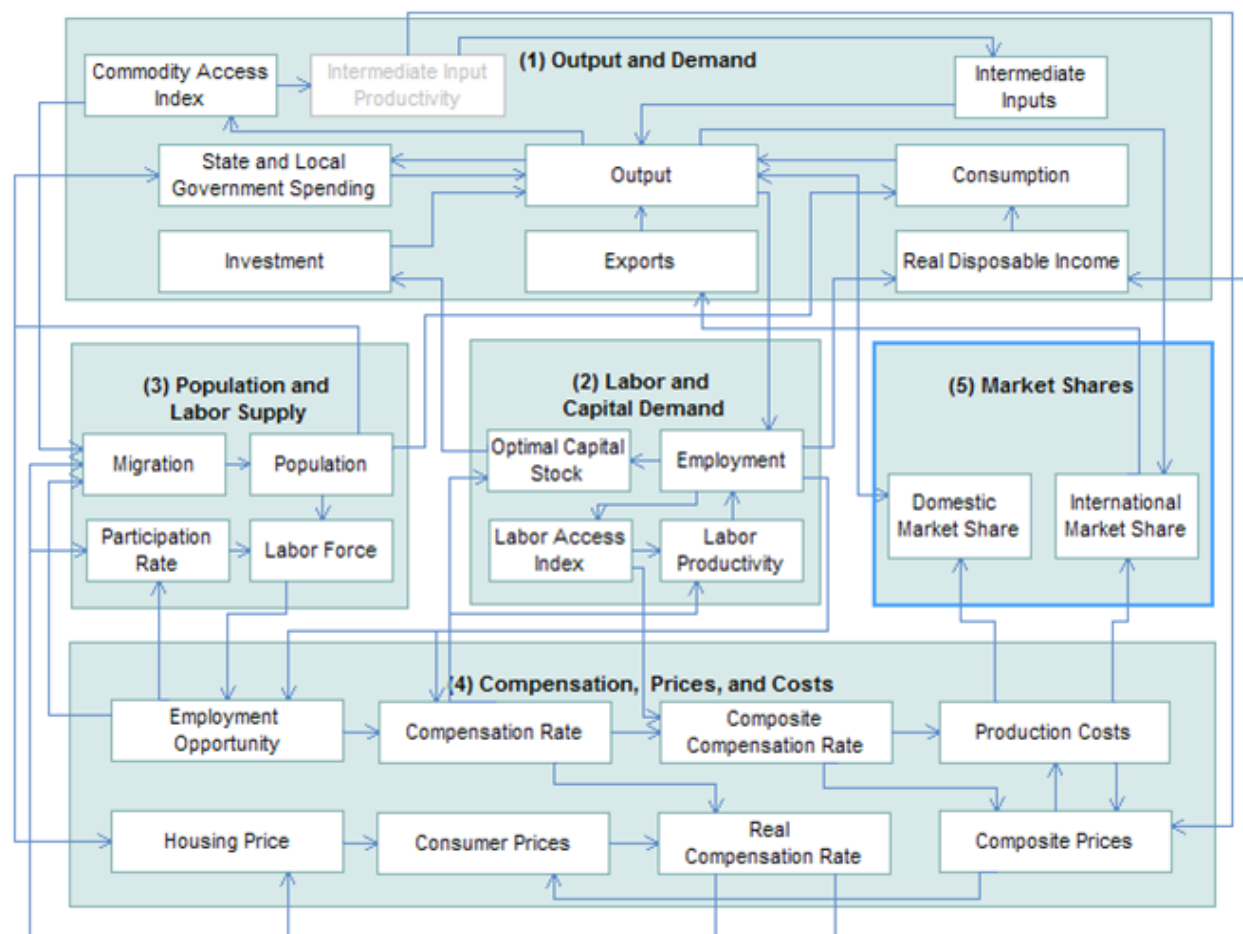 (1) Output and Demand
Commodity Access
Index
Intermediate Input
Productivity
Intermediate
Inputs
State and Local
Government Spending
Output
Consumption
Investment
Exports
Real Disposable Income
(3) Population and
Labor Supply
Migration
Population
Participation
Rate
Labor Force
(2) Labor and
Capital Demand
Optimal Capital
Stock
Employment
Labor Access
Index
Labor
Productivity
(5) Market Shares
Domestic
Market Share
International
Market Share
(4) Compensation, Prices, and Costs
Employment
Opportunity
Compensation Rate
Composite
Compensation Rate
Production Costs
Housing Price
Consumer Prices
Real
Compensation Rate
Composite Prices